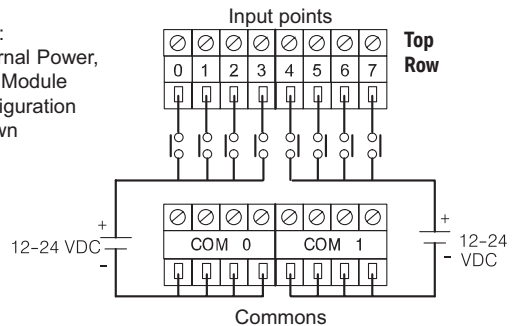 Input points
:
rnal Power,
Module
iguration
wn
Top
Row
0 1 2 3 4 5 6 7
+
12-24 VDC
-
COM 0 COM 1
+
12-24
VDC
-
Commons